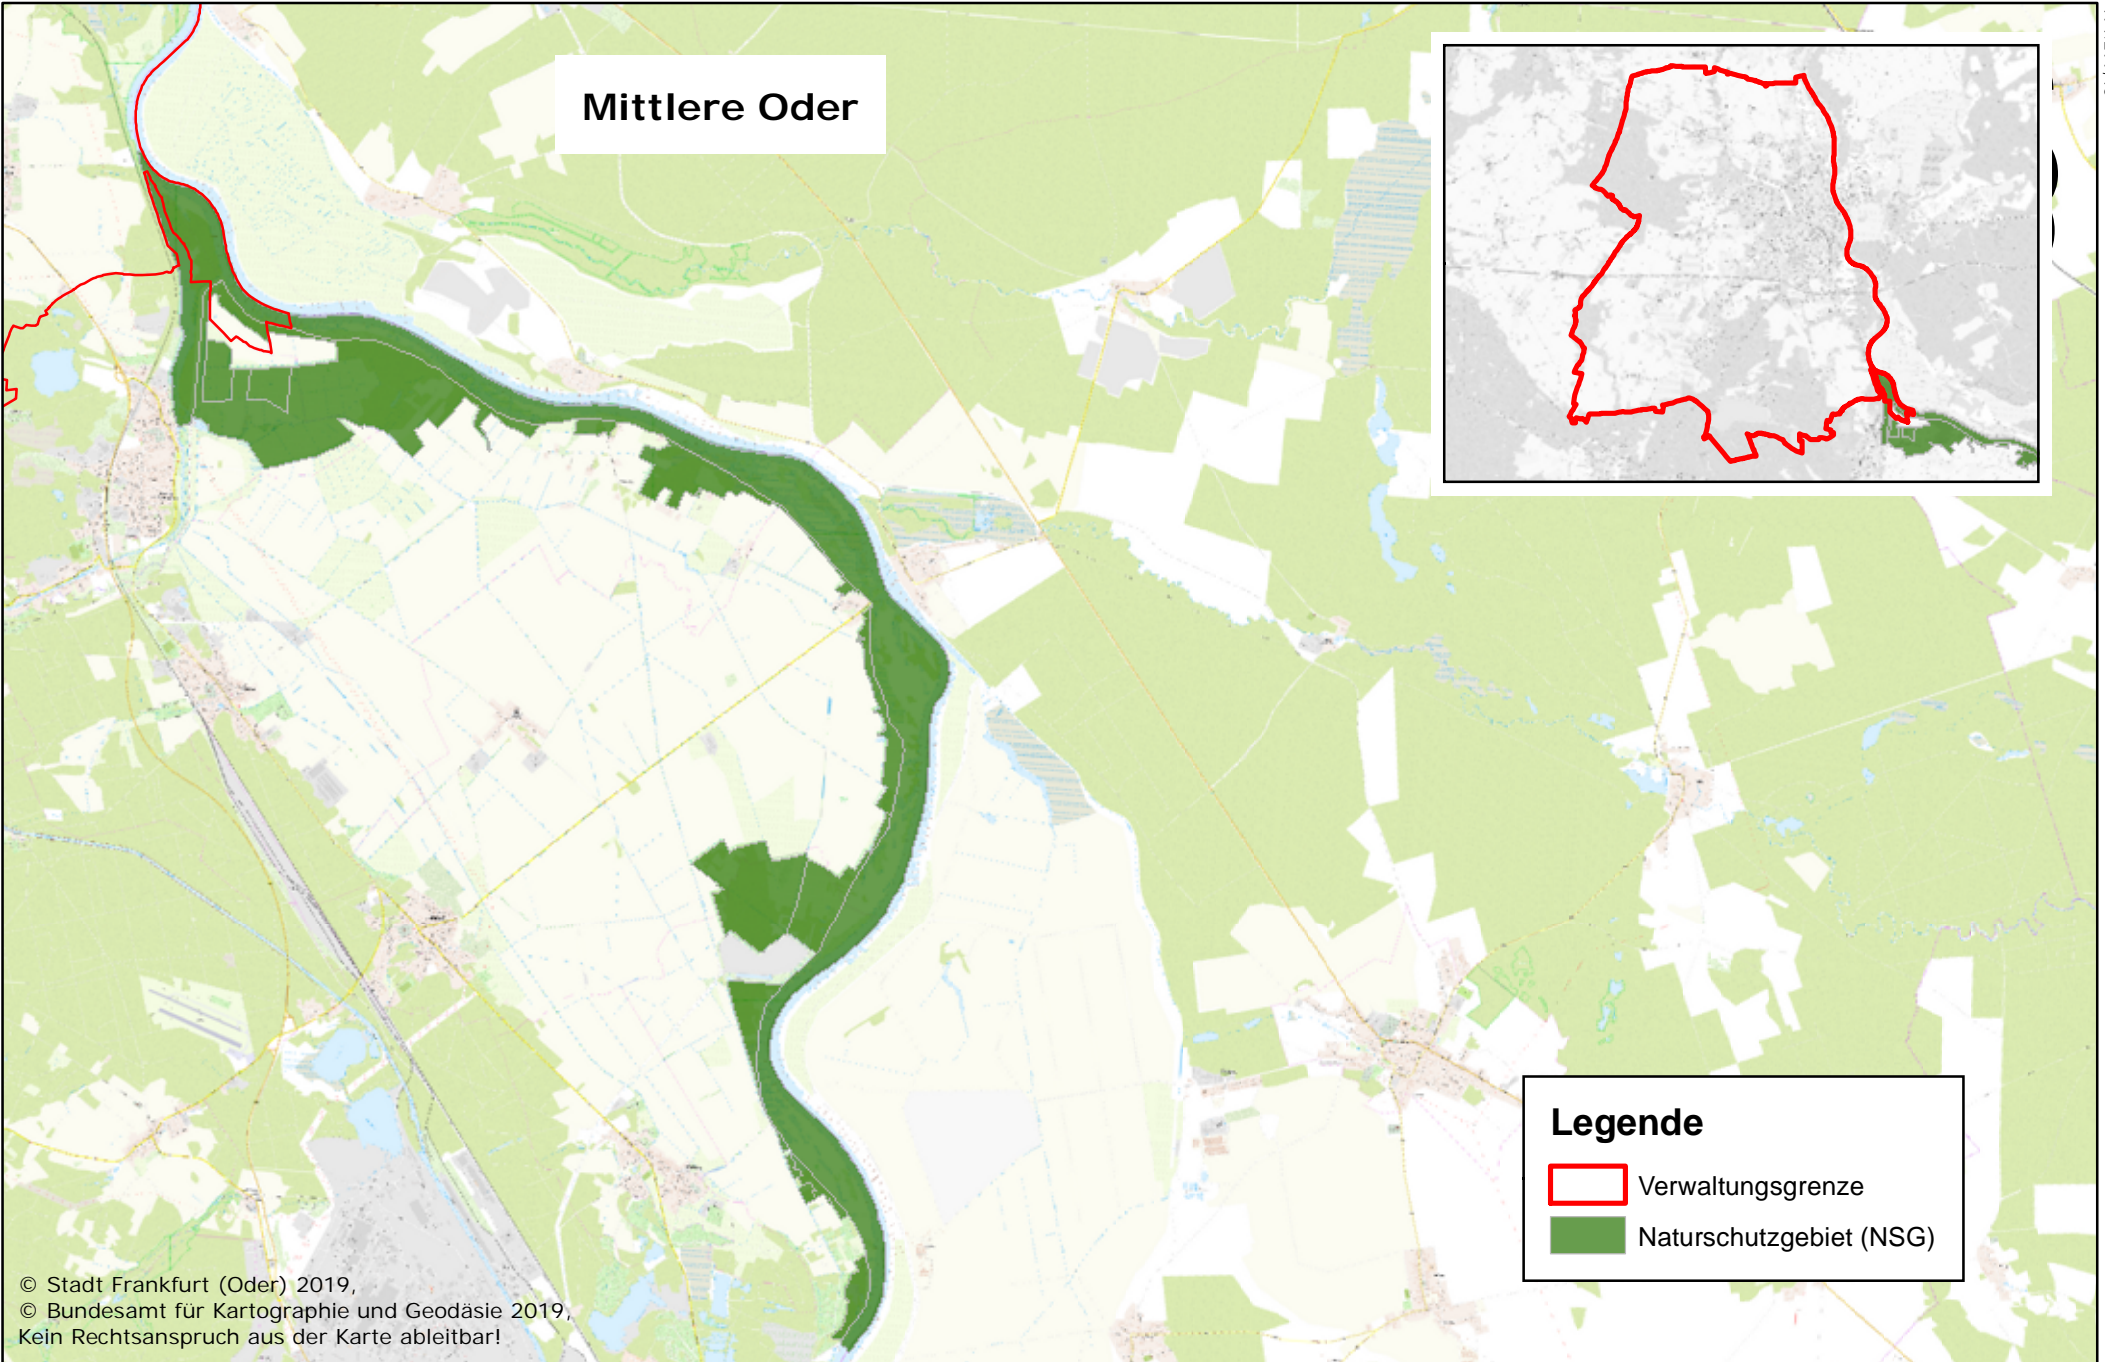 Mittlere Oder
Legende
Verwaltungsgrenze
Naturschutzgebiet (NSG)
© Stadt Frankfurt (Oder) 2019,
© Bundesamt für Kartographie und Geodäsie 2019,
Kein Rechtsanspruch aus der Karte ableitbar!